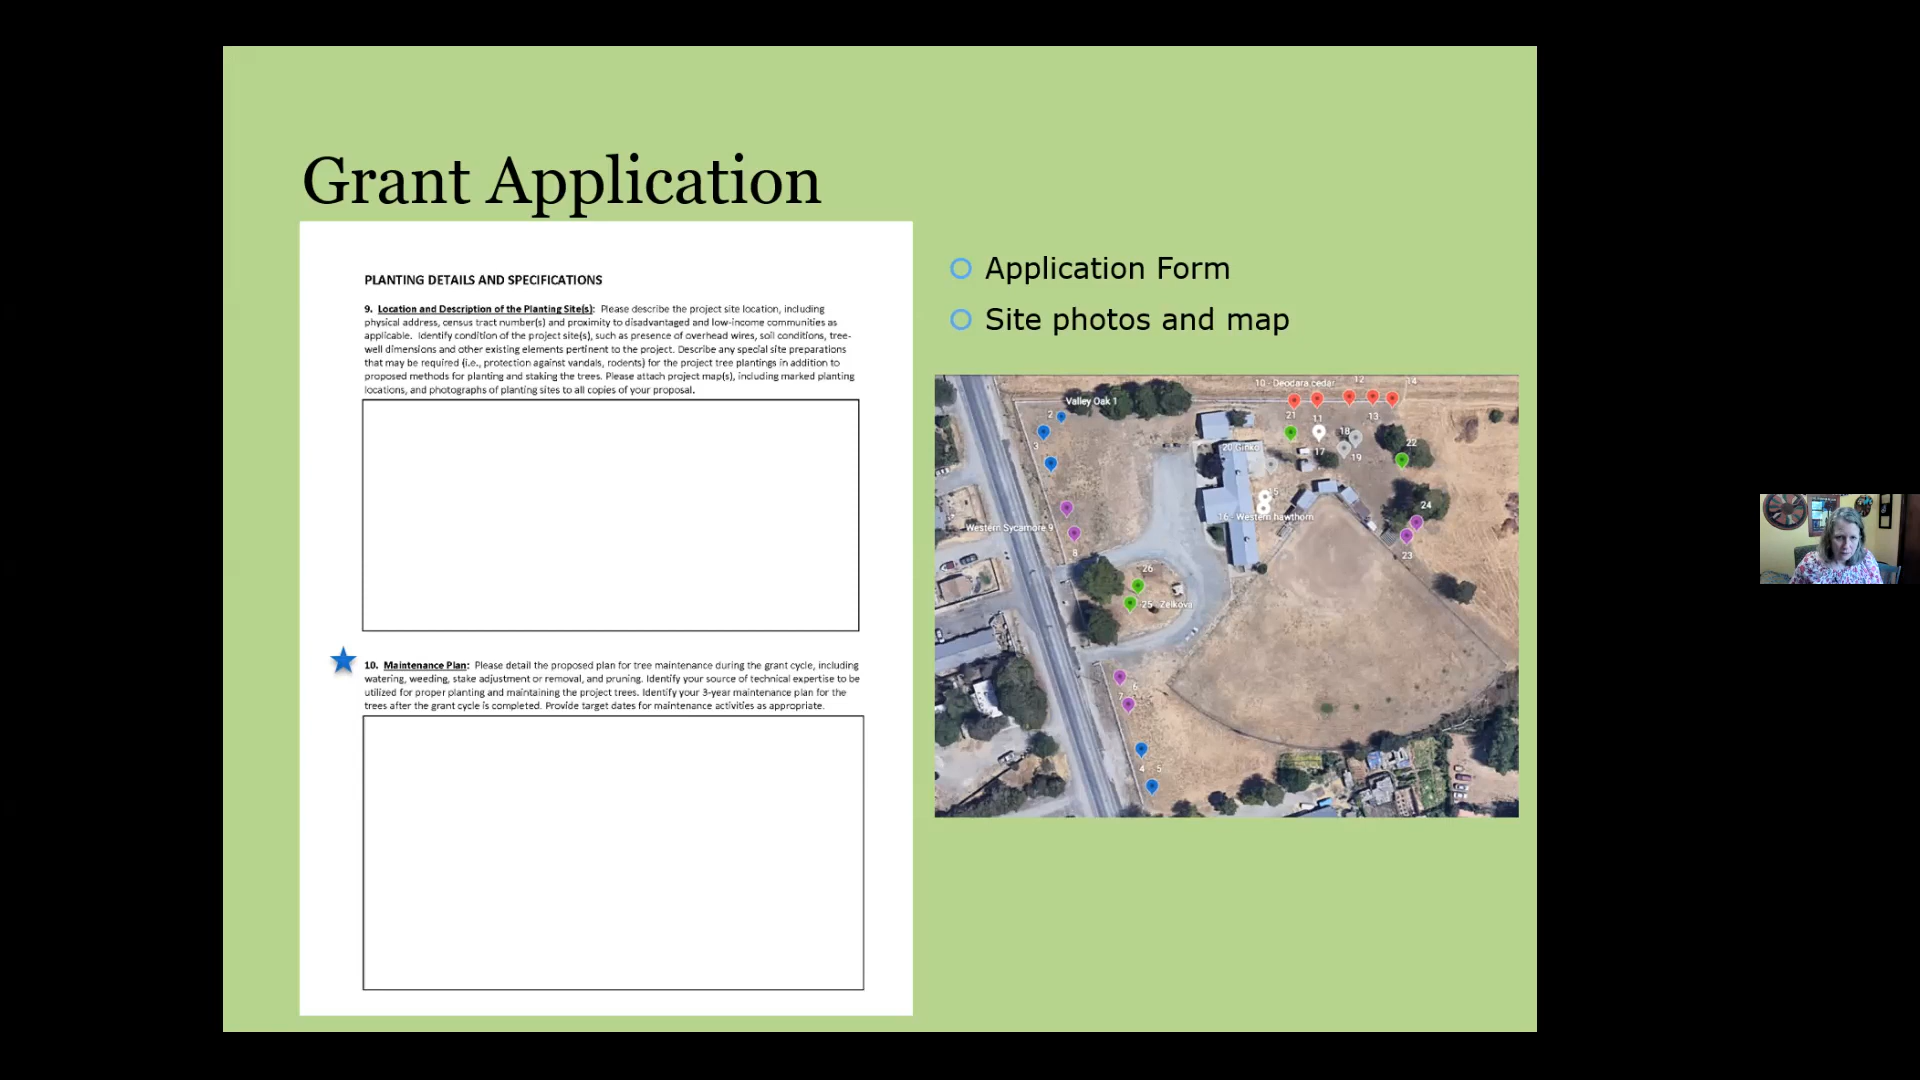 Grant Application
PLANTING DETAILS AND SPECIFICATIONS
9. Location and Description of the Planting Site(s): Please describe the project site location, including
physical address, census tract number(s) and proximity to disadvantaged and low-income communities as
applicable. Identify condition of the project site(s), such as presence of overhead wires, soil conditions, tree-
well dimensions and other existing elements pertinent to the project. Describe any special site preparations
that may be required (i.e., protection against vandals, rodents) for the project tree plantings in addition to
proposed methods for planting and staking the trees. Please attach project map(s), including marked planting
locations, and photographs of planting sites to all copies of your proposal.
10. Maintenance Plan: Please detail the proposed plan for tree maintenance during the grant cycle, including
watering, weeding, stake adjustment or removal, and pruning. Identify your source of technical expertise to be
utilized for proper planting and maintaining the project trees. Identify your 3-year maintenance plan for the
trees after the grant cycle is completed. Provide target dates for maintenance activities as appropriate.
Application Form
Site photos and map
10 - Deodara cedar
12
14
Valley Oak 1
2
21
11
13
3
18
22
20 Ginko
17
19
24
16 - Western hawthorn
Western Sycamore 9
8
23
26
25 - Zelkova
6
7
4
5